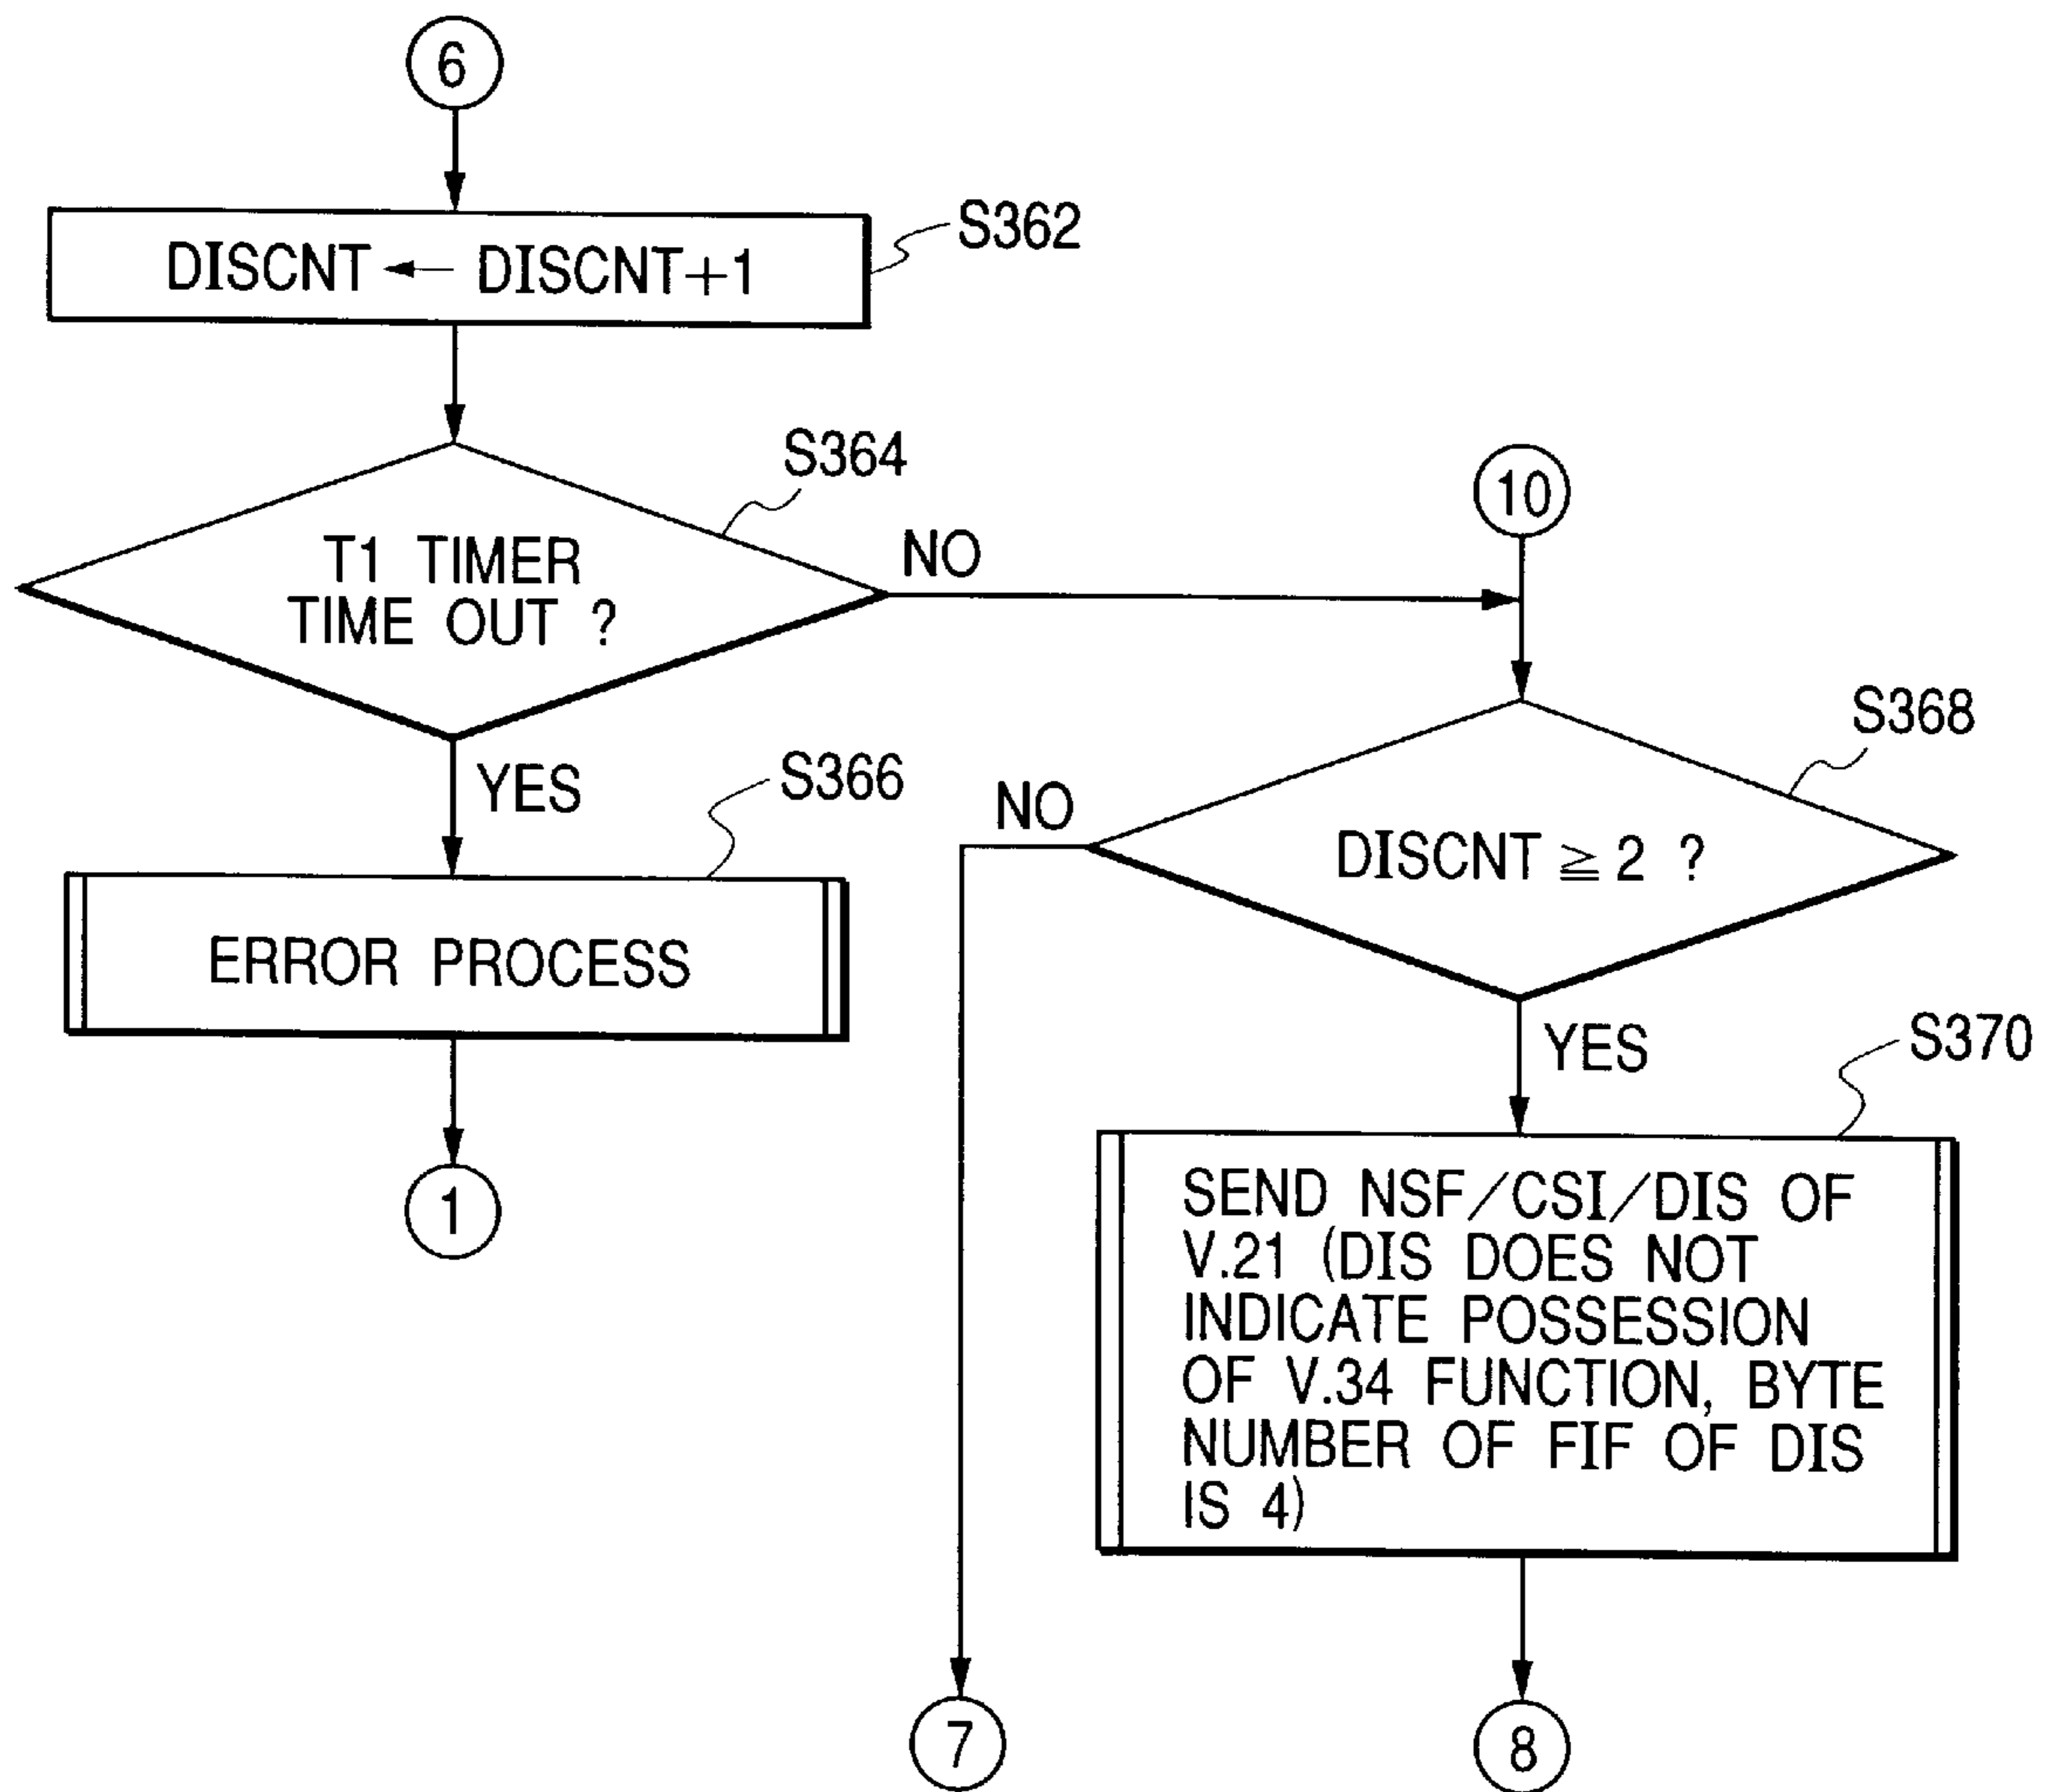 6
DISCNT ← DISCNT+1
S362
T1 TIMER
TIME OUT ?
S364
NO
YES
ERROR PROCESS
S366
1
10
DISCNT ≧ 2 ?
S368
NO
YES
SEND NSF/CSI/DIS OF
V.21 (DIS DOES NOT
INDICATE POSSESSION
OF V.34 FUNCTION, BYTE
NUMBER OF FIF OF DIS
IS 4)
S370
7
8